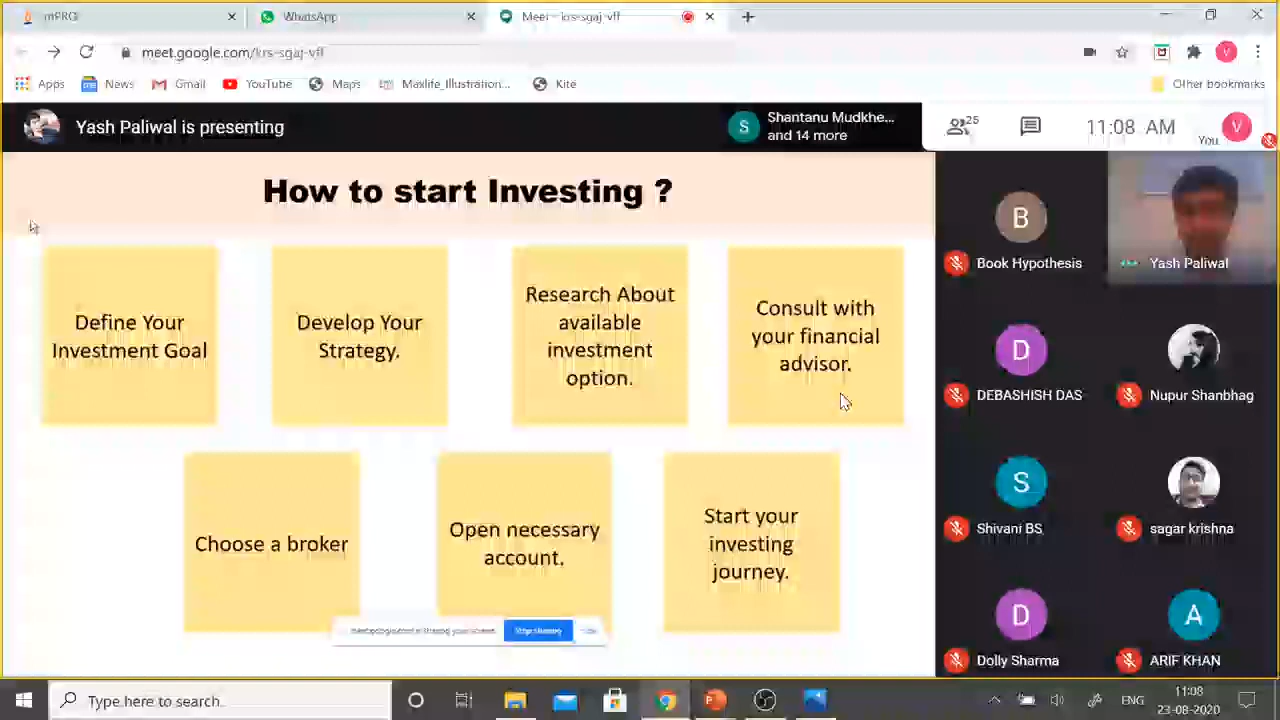 mPRO
WhatsApp
Meet - krs-sgaj-vff
meet.google.com/krs-sgaj-vff
Apps
News
Gmail
YouTube
Maps
Maxlife_Illustration...
Kite
Other bookmarks
Yash Paliwal is presenting
S
Shantanu Mudkhe...
and 14 more
25
11:08 AM
You
V
How to start Investing ?
Define Your
Investment Goal
Develop Your
Strategy.
Research About
available
investment
option.
Consult with
your financial
advisor.
Choose a broker
Open necessary
account.
Start your
investing
journey.
Stop sharing
B
Book Hypothesis
Yash Paliwal
D
DEBASHISH DAS
Nupur Shanbhag
S
Shivani BS
sagar krishna
D
Dolly Sharma
A
ARIF KHAN
Type here to search.
ENG
11:08
23-08-2020